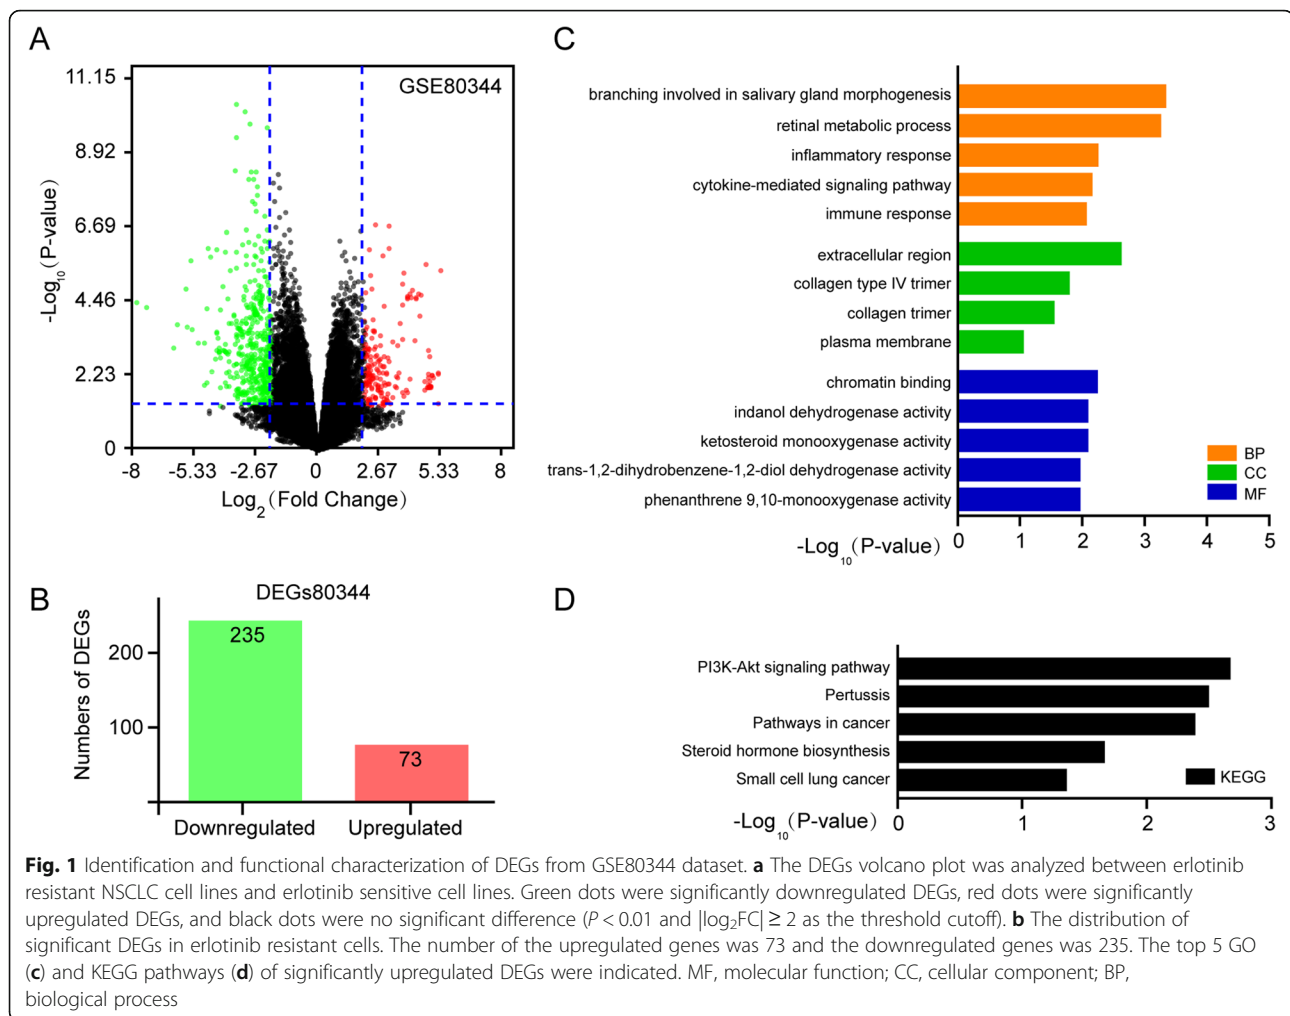 A
GSE80344
11.15
8.92
6.69
4.46
2.23
0
-Log10(P-value)
-8 -5.33 -2.67 0 2.67 5.33 8
Log2(Fold Change)
C
branching involved in salivary gland morphogenesis
retinal metabolic process
inflammatory response
cytokine-mediated signaling pathway
immune response
extracellular region
collagen type IV trimer
collagen trimer
plasma membrane
chromatin binding
indanol dehydrogenase activity
ketosteroid monooxygenase activity
trans-1,2-dihydrobenzene-1,2-diol dehydrogenase activity
phenanthrene 9,10-monooxygenase activity
BP
CC
MF
-Log10(P-value) 0 1 2 3 4 5
B
DEGs80344
Numbers of DEGs
200
100
235
73
Downregulated Upregulated
D
PI3K-Akt signaling pathway
Pertussis
Pathways in cancer
Steroid hormone biosynthesis
Small cell lung cancer
KEGG
-Log10(P-value) 0 1 2 3
Fig. 1 Identification and functional characterization of DEGs from GSE80344 dataset. a The DEGs volcano plot was analyzed between erlotinib
resistant NSCLC cell lines and erlotinib sensitive cell lines. Green dots were significantly downregulated DEGs, red dots were significantly
upregulated DEGs, and black dots were no significant difference (P < 0.01 and |log2FC| ≥ 2 as the threshold cutoff). b The distribution of
significant DEGs in erlotinib resistant cells. The number of the upregulated genes was 73 and the downregulated genes was 235. The top 5 GO
(c) and KEGG pathways (d) of significantly upregulated DEGs were indicated. MF, molecular function; CC, cellular component; BP,
biological process